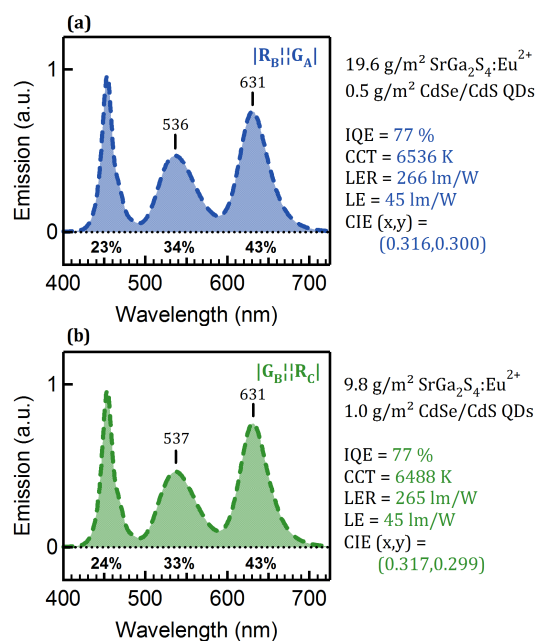 (a)
|R_B¦¦G_A|
1
0
Emission (a.u.)
536
631
23% 34% 43%
400 500 600 700
Wavelength (nm)
19.6 g/m² SrGa₂S₄:Eu²⁺
0.5 g/m² CdSe/CdS QDs
IQE = 77 %
CCT = 6536 K
LER = 266 lm/W
LE = 45 lm/W
CIE (x,y) =
(0.316,0.300)
(b)
|G_B¦¦R_C|
1
0
Emission (a.u.)
537
631
24% 33% 43%
400 500 600 700
Wavelength (nm)
9.8 g/m² SrGa₂S₄:Eu²⁺
1.0 g/m² CdSe/CdS QDs
IQE = 77 %
CCT = 6488 K
LER = 265 lm/W
LE = 45 lm/W
CIE (x,y) =
(0.317,0.299)